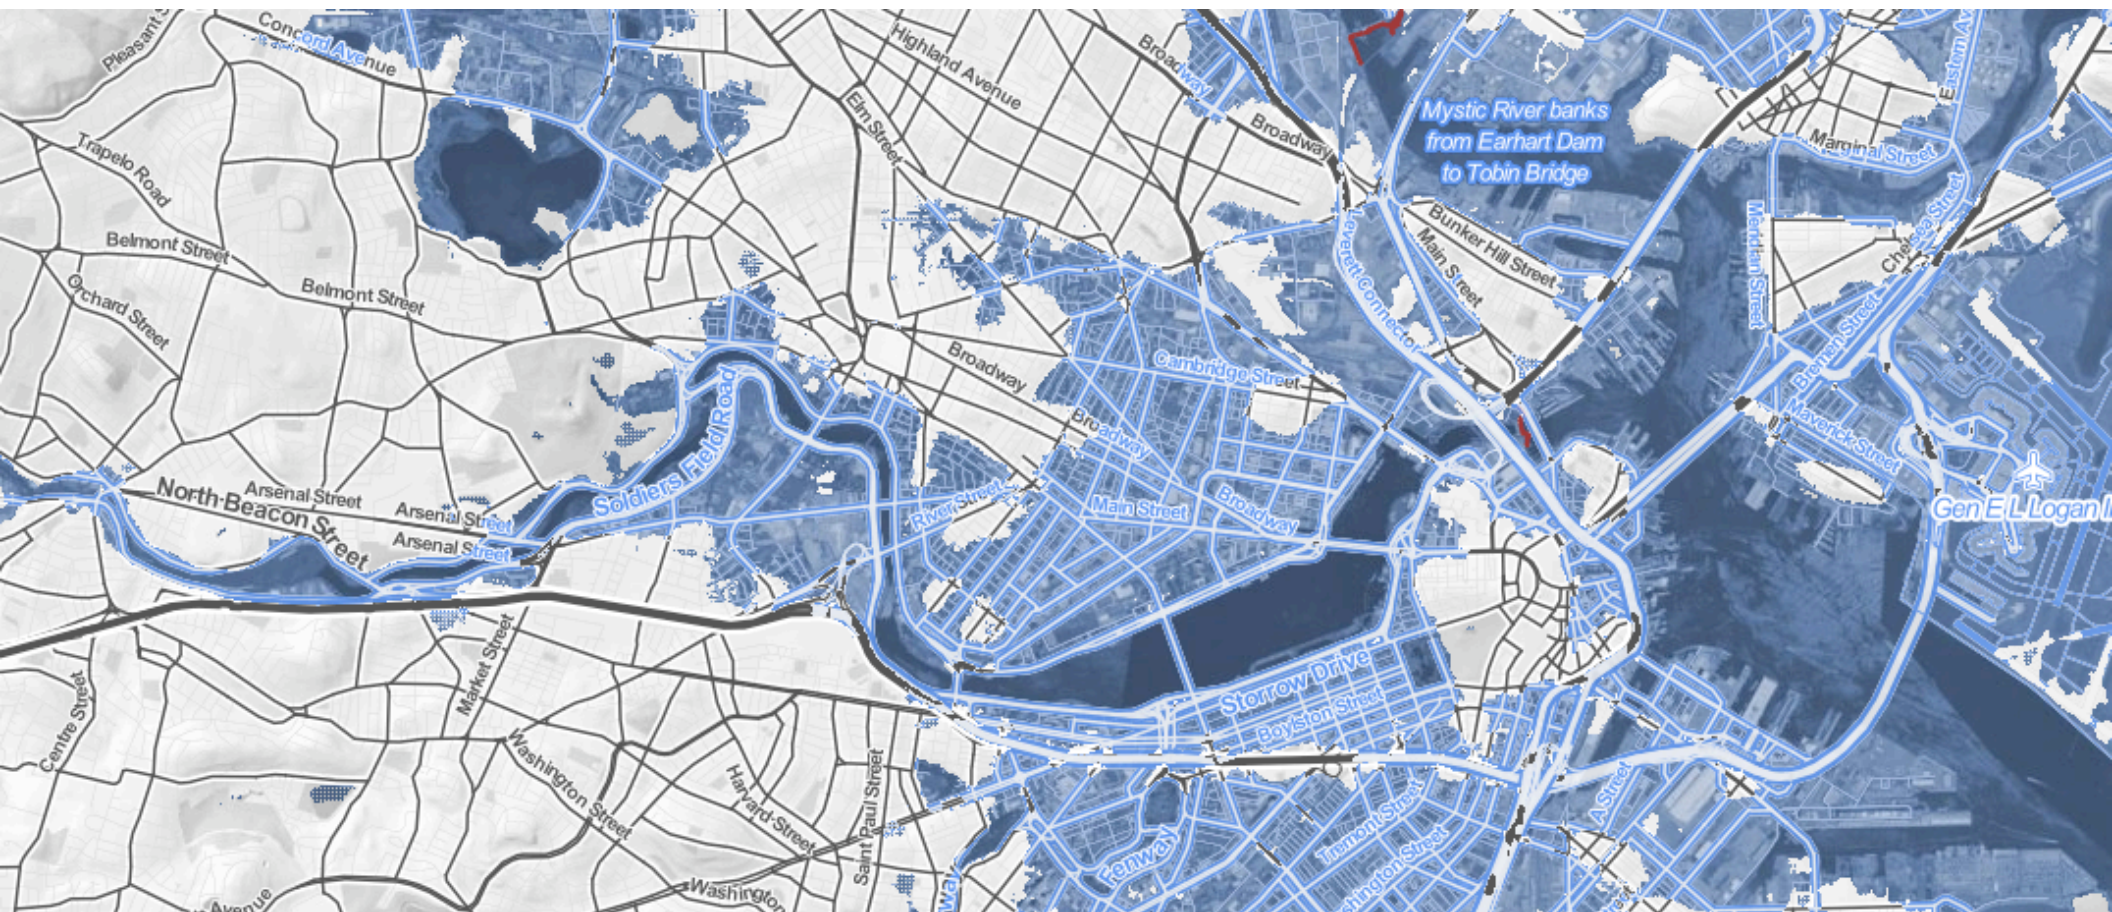 Pleasant S
Concord Avenue
Highland Avenue
Broadway
Eastern Av
Elm Street
Mystic River banks
from Earhart Dam
to Tobin Bridge
Broadway
Marginal Street
Trapelo Road
Belmont Street
Leverett Connector
Bunker Hill Street
Main Street
Meridian Street
Chelsea Street
Orchard Street
Belmont Street
Broadway
Cambridge Street
Bremen Street
Soldiers Field Road
Broadway
Maverick Street
North Beacon Street
Arsenal Street
Arsenal Street
Arsenal Street
River Street
Main Street
Broadway
Gen E L Logan I
Market Street
Centre Street
Storrow Drive
Boylston Street
Washington Street
Harvard Street
Saint Paul Street
A Street
Tremont Street
Fenway
shington Street
Washington
way
Avenue